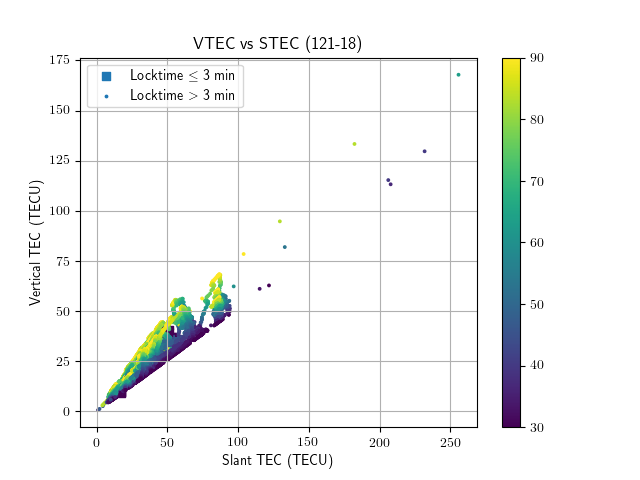 VTEC vs STEC (121-18)
Locktime ≤ 3 min
Locktime > 3 min
Vertical TEC (TECU)
175
150
125
100
75
50
25
0
0 50 100 150 200 250
Slant TEC (TECU)
90
80
70
60
50
40
30